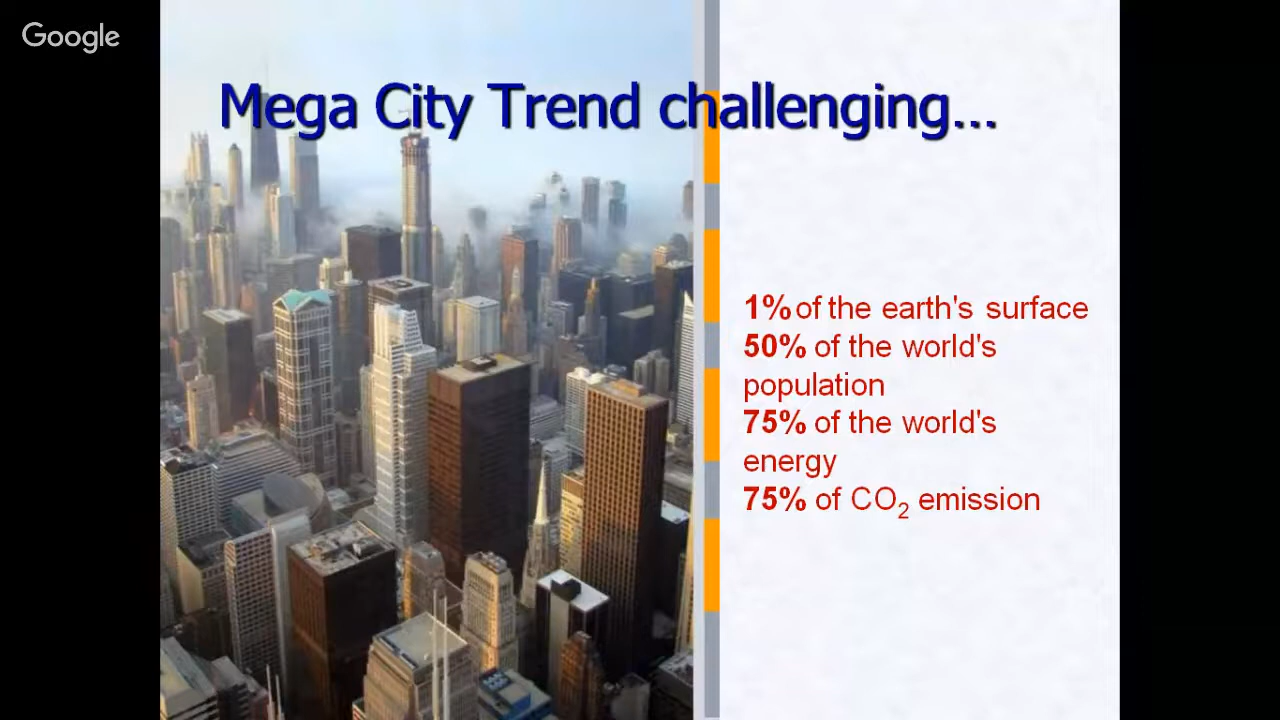 Google
Mega City Trend challenging...
1% of the earth's surface
50% of the world's
population
75% of the world's
energy
75% of CO₂ emission